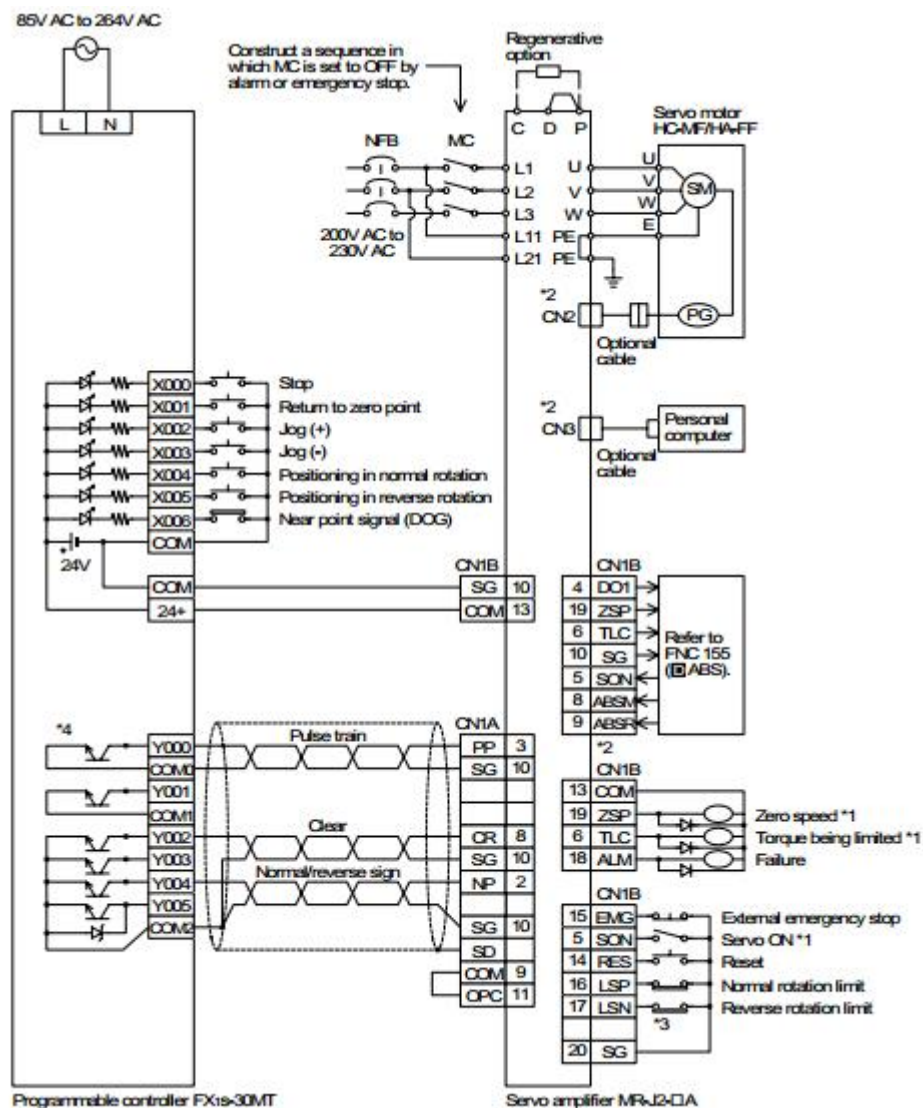 85V AC to 264V AC
L N
Construct a sequence in
which MC is set to OFF by
alarm or emergency stop.
Regenerative
option
C D P
Servo motor
HC-MF/HA-FF
NFB MC
L1 U U
L2 V V
L3 W W
SM
E
L11 PE
L21 PE
200V AC to
230V AC
*2
CN2
PG
Optional
cable
*2
CN3
Personal
computer
Optional
cable
X000 Stop
X001 Return to zero point
X002 Jog (+)
X003 Jog (-)
X004 Positioning in normal rotation
X005 Positioning in reverse rotation
X006 Near point signal (DOG)
COM
24V
CN1B
COM SG 10
24+ COM 13
CN1B
4 DO1
19 ZSP
6 TLC
10 SG
5 SON
8 ABSM
9 ABSR
Refer to
FNC 155
(D ABS).
*4
CN1A
Y000 Pulse train PP 3
COM0 SG 10
Y001
COM1
Y002 Clear CR 8
Y003 SG 10
Y004 Normal/reverse sign NP 2
Y005
COM2 SG 10
SD
COM 9
OPC 11
*2
CN1B
13 COM
19 ZSP Zero speed *1
6 TLC Torque being limited *1
18 ALM Failure
CN1B
15 EMG External emergency stop
5 SON Servo ON *1
14 RES Reset
16 LSP Normal rotation limit
17 LSN Reverse rotation limit
*3
20 SG
Programmable controller FX1S-30MT
Servo amplifier MR-J2-□A